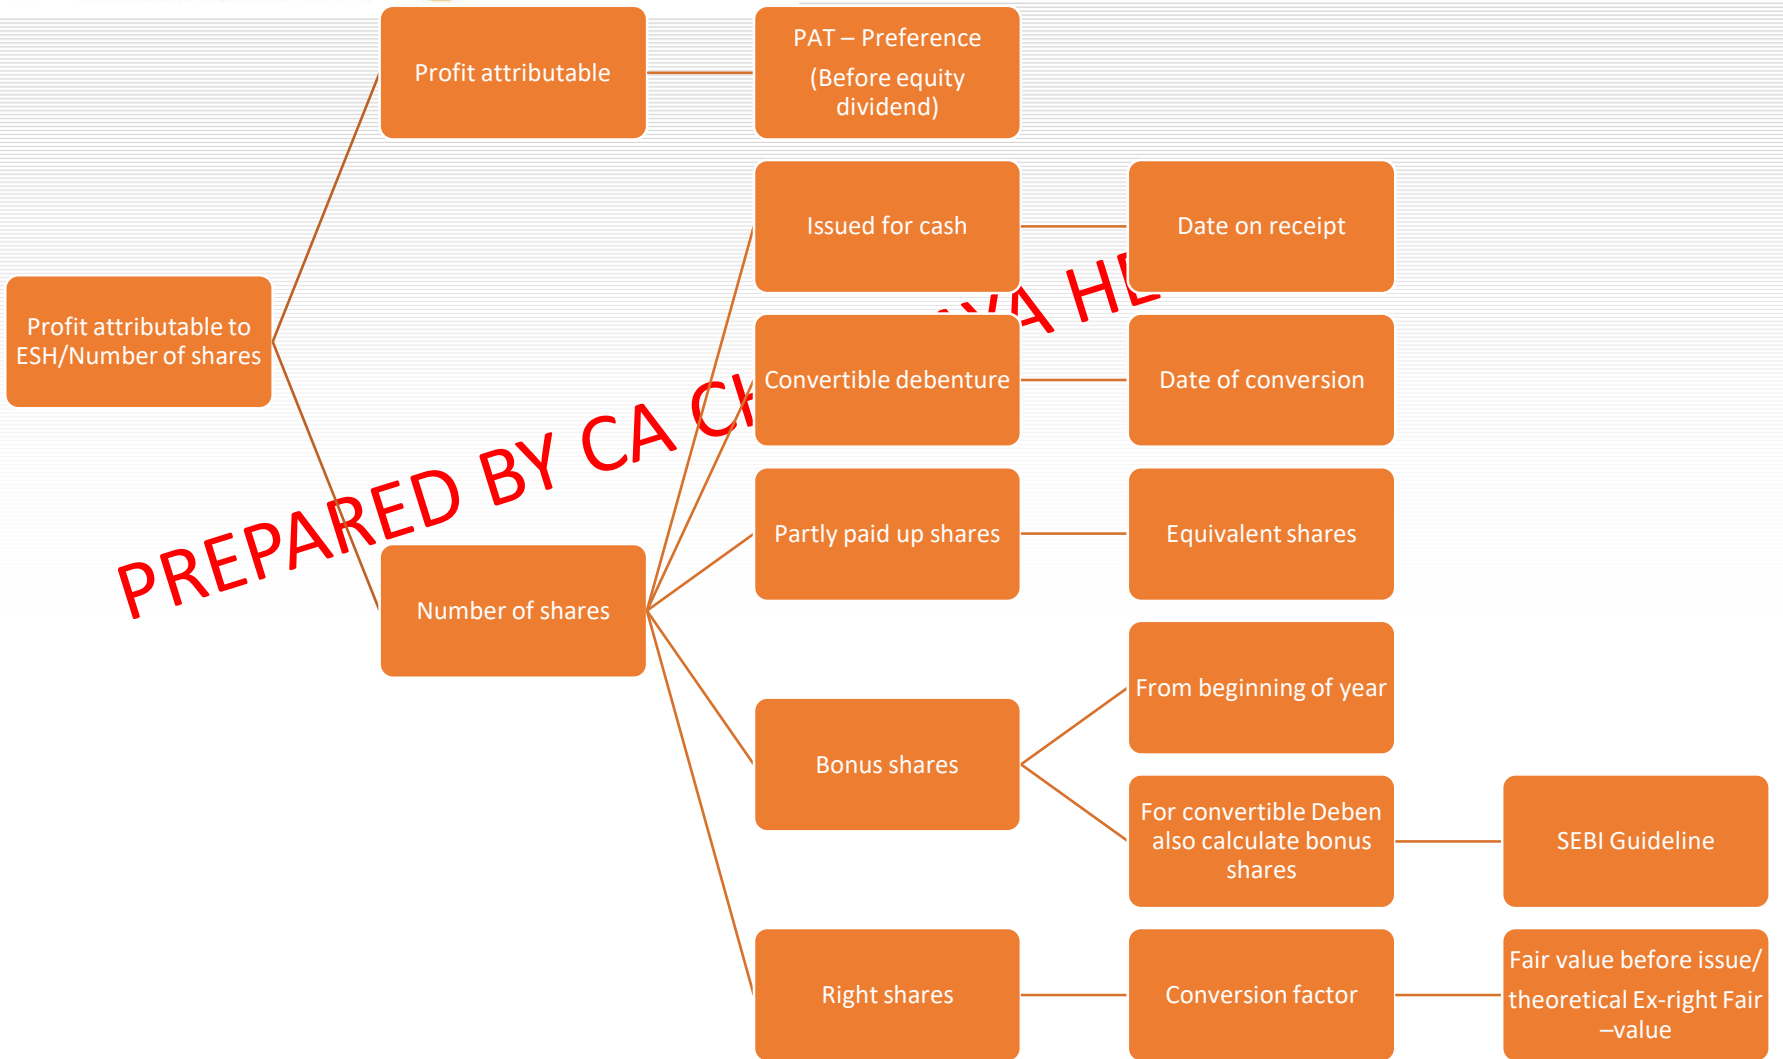 Profit attributable
PAT – Preference
(Before equity
dividend)
Issued for cash
Date on receipt
Profit attributable to
ESH/Number of shares
Convertible debenture
Date of conversion
PREPARED BY CA
Partly paid up shares
Equivalent shares
Number of shares
From beginning of year
Bonus shares
For convertible Deben
also calculate bonus
shares
SEBI Guideline
Right shares
Conversion factor
Fair value before issue/
theoretical Ex-right Fair
–value